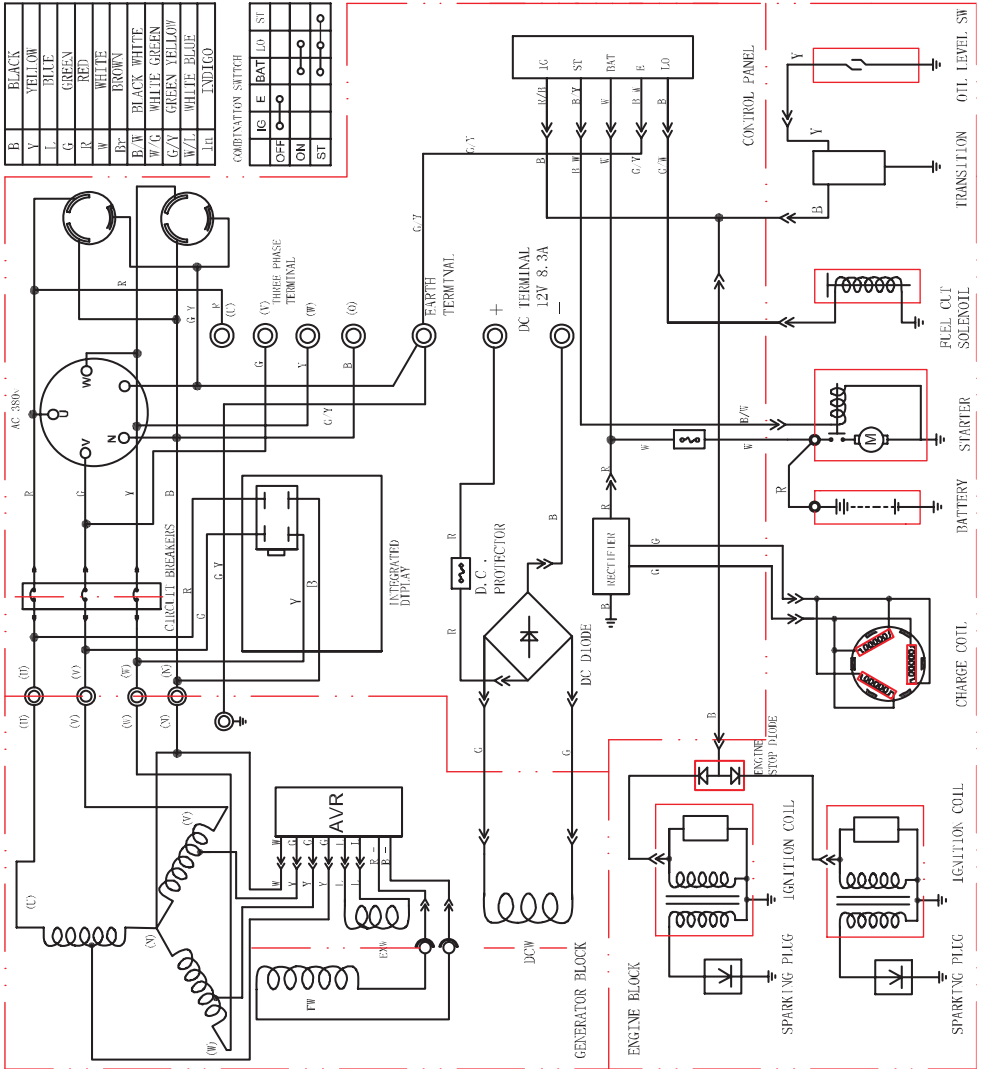 B BLACK
Y YELLOW
L BLUE
G GREEN
R RED
W WHITE
Br BROWN
B/W BLACK WHITE
W/G WHITE GREEN
G/Y GREEN YELLOW
W/L WHITE BLUE
In INDIGO
COMBINATION SWITCH
IG E BAT LO ST
OFF
ON
ST
IG
ST
BAT
E
LO
R/B
B/Y
W
B/W
B
B
B/W
W
G/Y
G/W
CONTROL PANEL
Y
OIL LEVEL SW
Y
TRANSITION
B
FUEL CUT
SOLENOIL
B/W
STARTER
M
W
W
R
BATTERY
G/Y
AC 380V
U
V
W
N
R
G
Y
B
R
G Y
R
(U)
(V)
THREE PHASE
TERMINAL
(W)
(O)
G
Y
B
G/Y
G/Y
EARTH
TERMINAL
+
DC TERMINAL
12V 8.3A
−
CIRCUIT BREAKERS
R
G
G Y
Y
B
INTEGRATED
DIPLAY
R
D.C.
PROTECTOR
R
B
DC DIODE
RECTIFIER
R
B
G
G
CHARGE COIL
(U)
(V)
(W)
(N)
(U)
(V)
(W)
(N)
(U)
(V)
(N)
(W)
AVR
W
G
G
G
L
L
R -
B -
W
Y
Y
Y
L
L
EXW
FW
G
G
DCW
GENERATOR BLOCK
ENGINE BLOCK
B
ENGINE
STOP DIODE
IGNITION COIL
SPARKING PLUG
IGNITION COIL
SPARKING PLUG